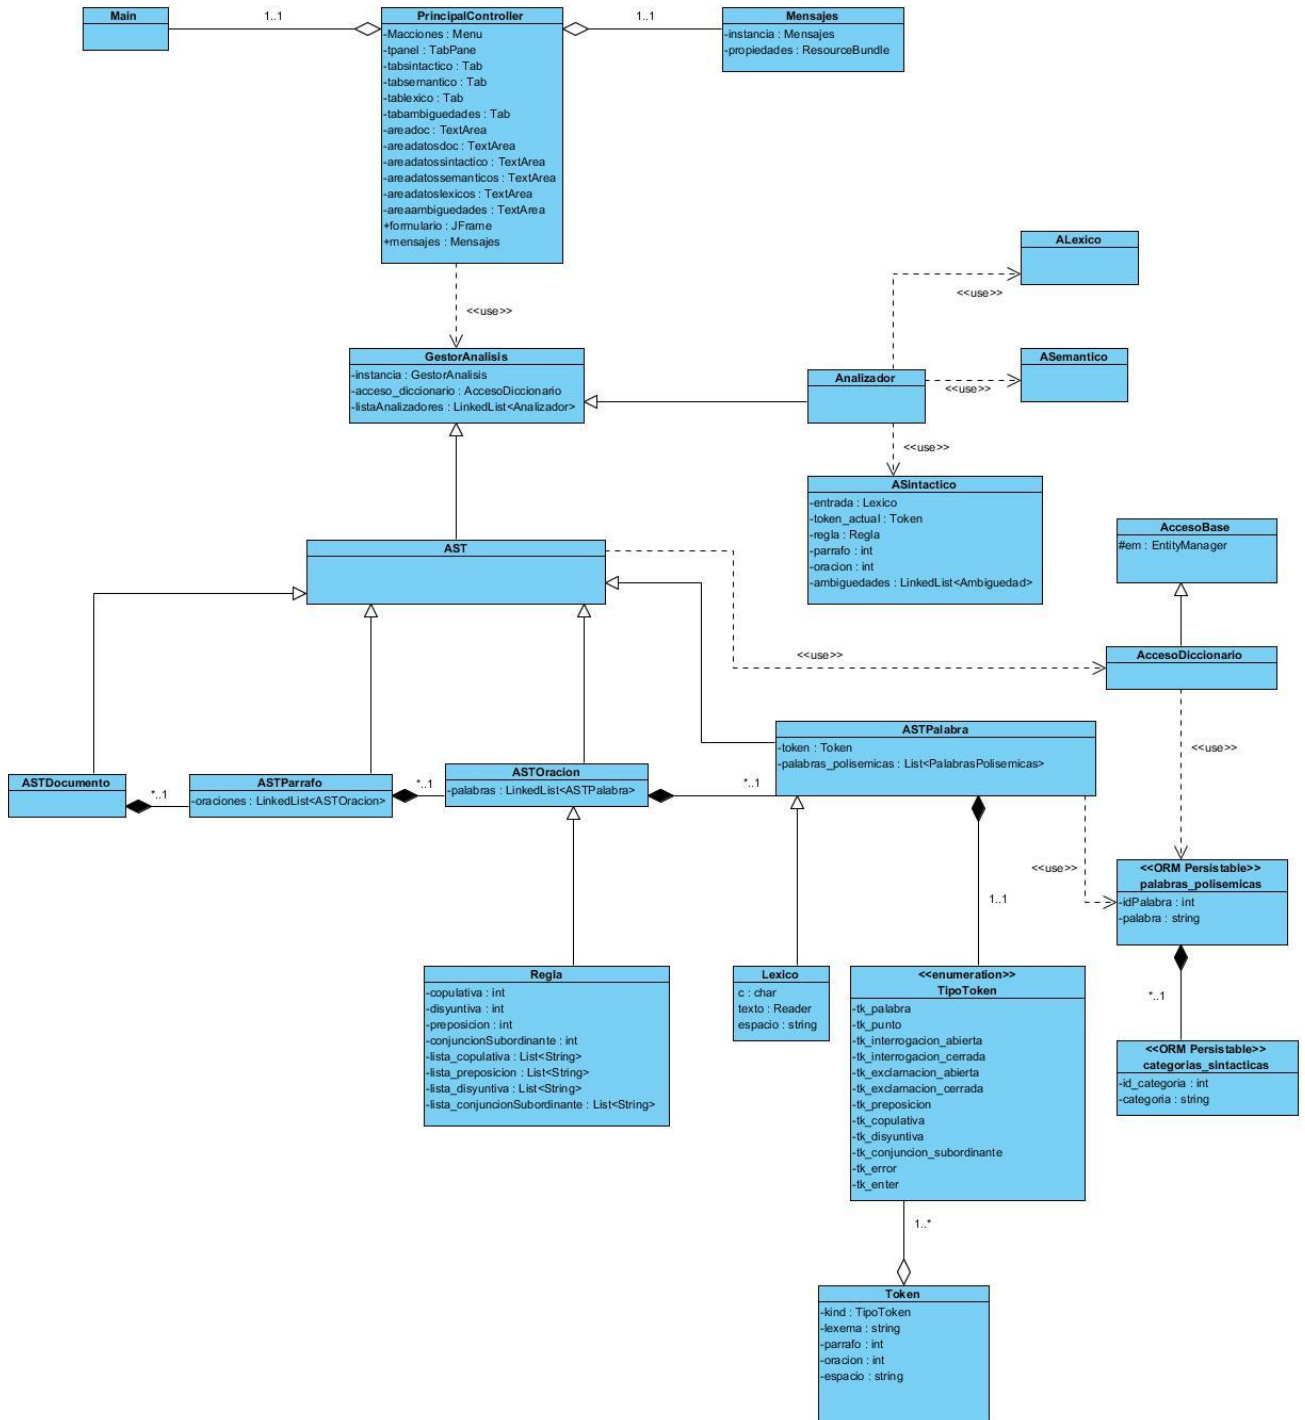 Main
1..1
PrincipalController
-Macciones : Menu
-tpanel : TabPane
-tabsintactico : Tab
-tabsemantico : Tab
-tablexico : Tab
-tabambiguedades : Tab
-areadoc : TextArea
-areadatosdoc : TextArea
-areadatossintactico : TextArea
-areadatossemanticos : TextArea
-areadatoslexicos : TextArea
-areaambiguedades : TextArea
+formulario : JFrame
+mensajes : Mensajes
1..1
Mensajes
-instancia : Mensajes
-propiedades : ResourceBundle
<<use>>
ALexico
<<use>>
GestorAnalisis
-instancia : GestorAnalisis
-acceso_diccionario : AccesoDiccionario
-listaAnalizadores : LinkedList<Analizador>
Analizador
<<use>>
ASemantico
<<use>>
ASintactico
-entrada : Lexico
-token_actual : Token
-regla : Regla
-parrafo : int
-oracion : int
-ambiguedades : LinkedList<Ambiguedad>
AccesoBase
#em : EntityManager
AST
<<use>>
AccesoDiccionario
<<use>>
ASTDocumento
*..1
ASTParrafo
-oraciones : LinkedList<ASTOracion>
*..1
ASTOracion
-palabras : LinkedList<ASTPalabra>
*..1
ASTPalabra
-token : Token
-palabras_polisemicas : List<PalabrasPolisemicas>
<<use>>
1..1
<<ORM Persistable>>
palabras_polisemicas
-idPalabra : int
-palabra : string
*..1
Regla
-copulativa : int
-disyuntiva : int
-preposicion : int
-conjuncionSubordinante : int
-lista_copulativa : List<String>
-lista_preposicion : List<String>
-lista_disyuntiva : List<String>
-lista_conjuncionSubordinante : List<String>
Lexico
c : char
texto : Reader
espacio : string
<<enumeration>>
TipoToken
-tk_palabra
-tk_punto
-tk_interrogacion_abierta
-tk_interrogacion_cerrada
-tk_exclamacion_abierta
-tk_exclamacion_cerrada
-tk_preposicion
-tk_copulativa
-tk_disyuntiva
-tk_conjuncion_subordinante
-tk_error
-tk_enter
<<ORM Persistable>>
categorias_sintacticas
-id_categoria : int
-categoria : string
1..*
Token
-kind : TipoToken
-lexema : string
-parrafo : int
-oracion : int
-espacio : string